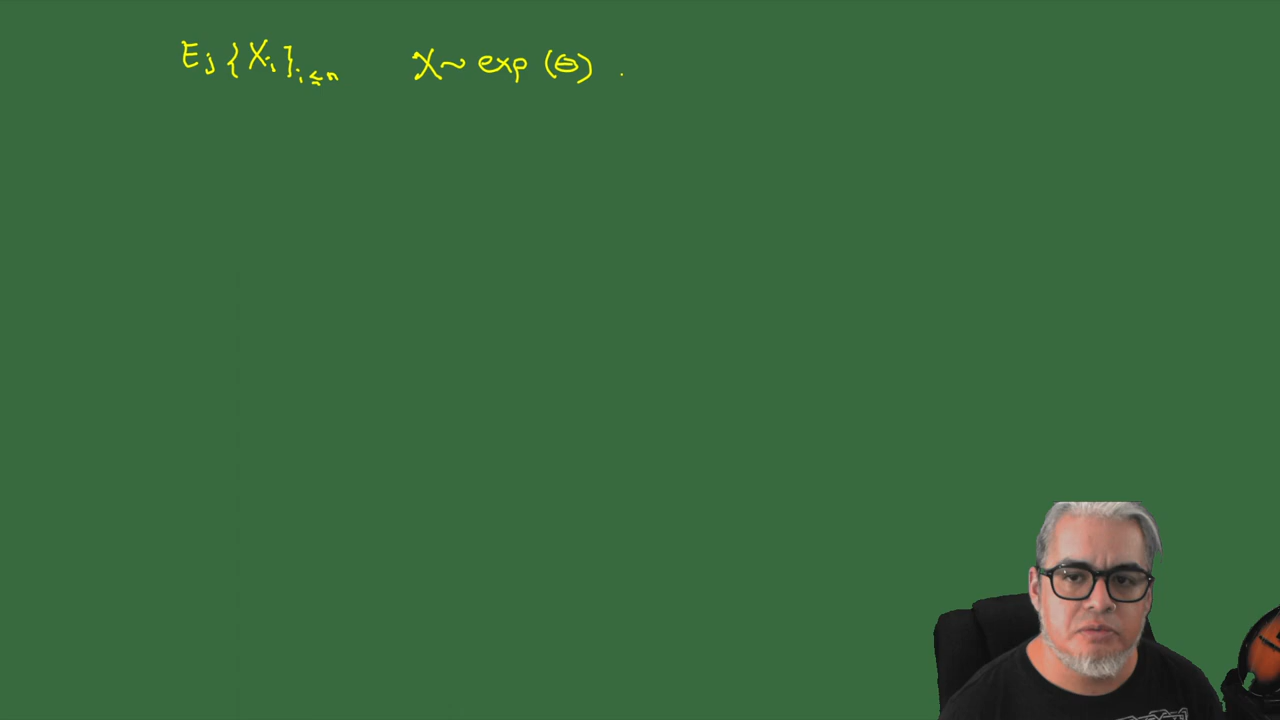 Ej {Xi}i≤n X ~ exp (θ) .